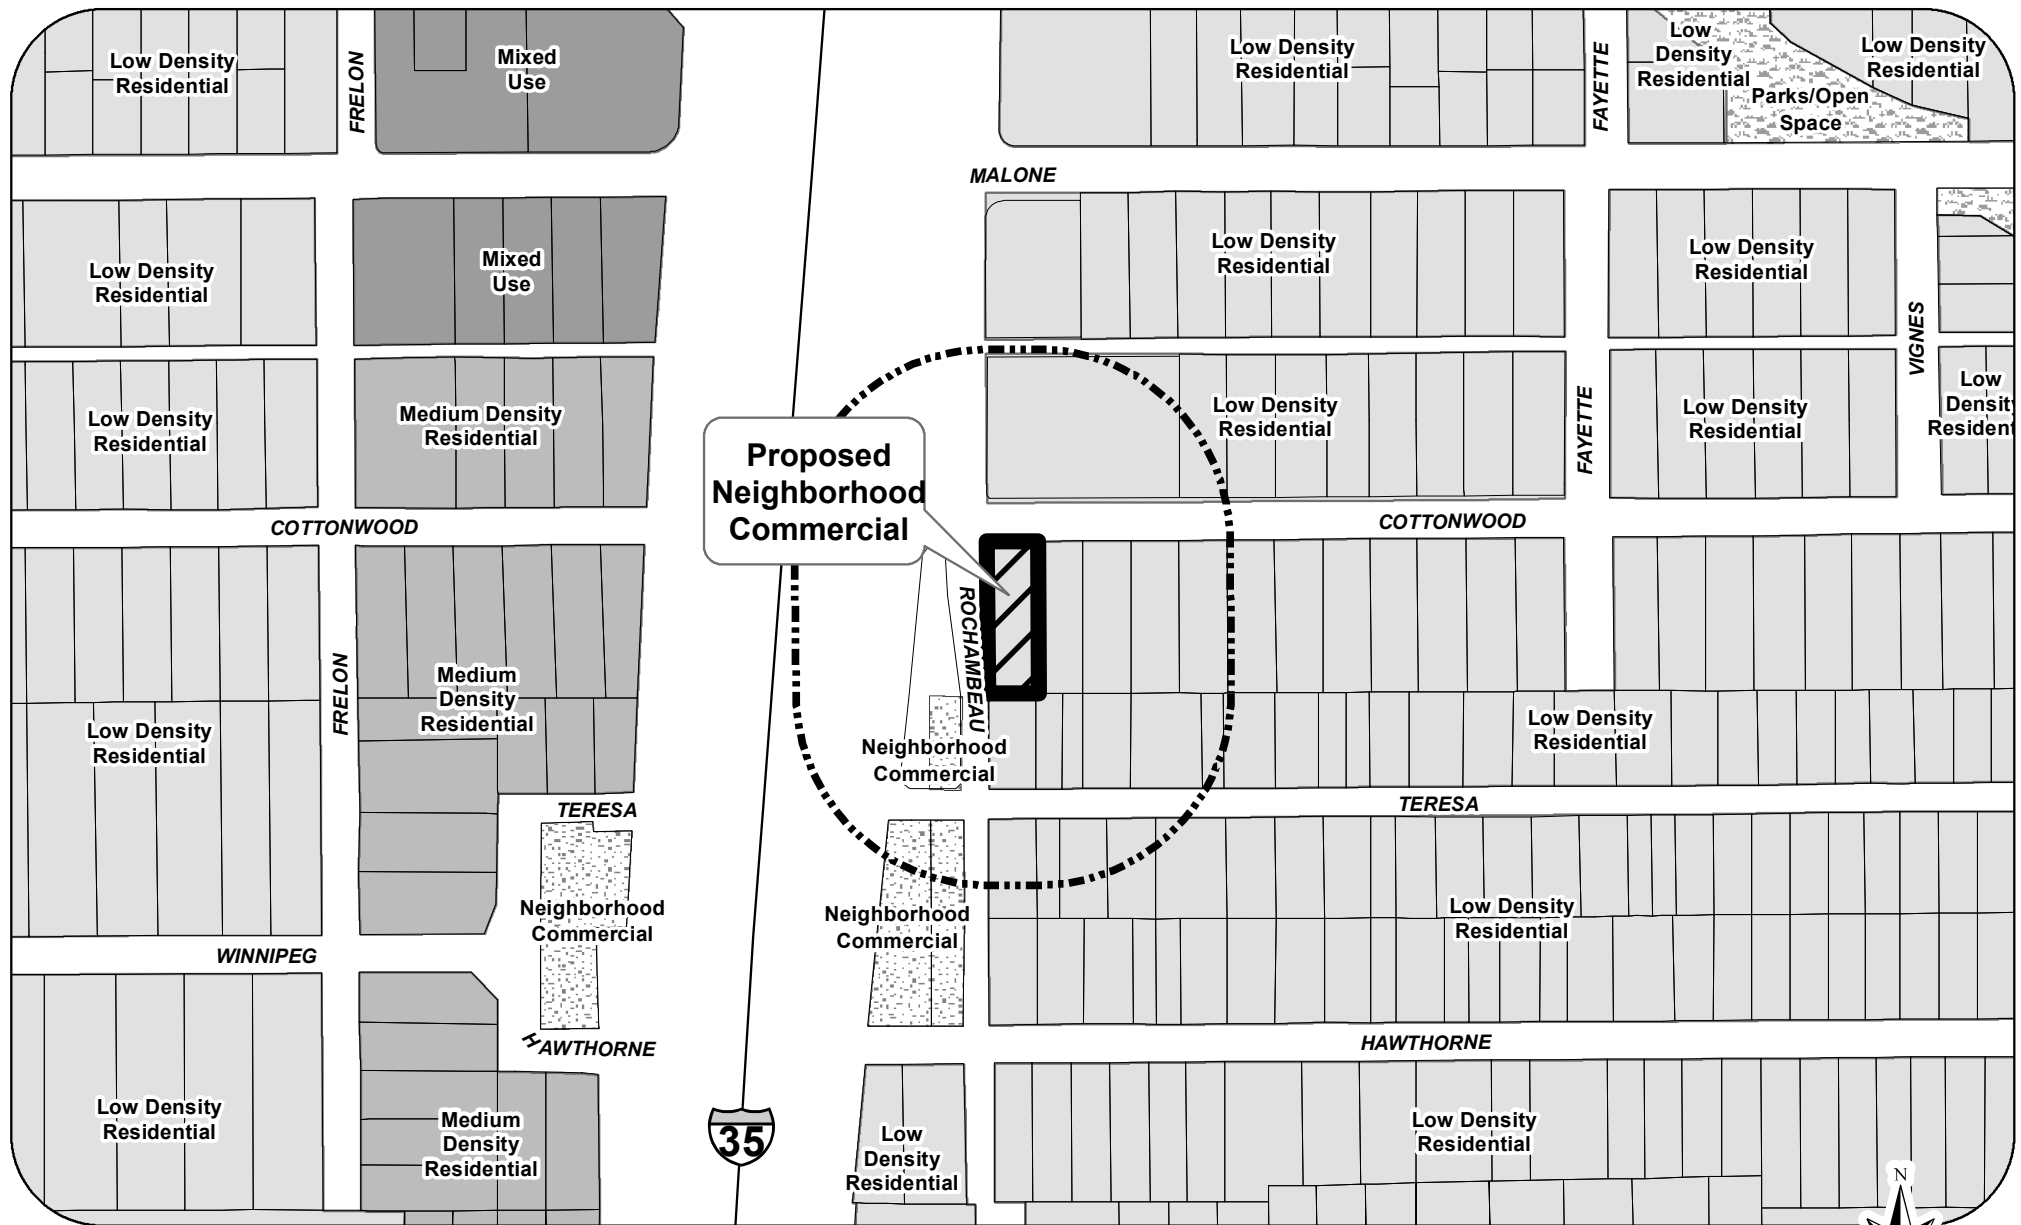 Low Density
Residential
FRELON
Mixed
Use
Low Density
Residential
FAYETTE
Low
Density
Residential
Parks/Open
Space
Low Density
Residential
MALONE
Low Density
Residential
Mixed
Use
Low Density
Residential
Low Density
Residential
VIGNES
Low Density
Residential
Medium Density
Residential
Proposed
Neighborhood
Commercial
Low Density
Residential
FAYETTE
Low Density
Residential
Low
Density
Resident
COTTONWOOD
COTTONWOOD
ROCHAMBEAU
Low Density
Residential
FRELON
Medium
Density
Residential
Neighborhood
Commercial
Low Density
Residential
TERESA
TERESA
Neighborhood
Commercial
Neighborhood
Commercial
Low Density
Residential
WINNIPEG
HAWTHORNE
HAWTHORNE
Low Density
Residential
Medium
Density
Residential
35
Low
Density
Residential
Low Density
Residential
N